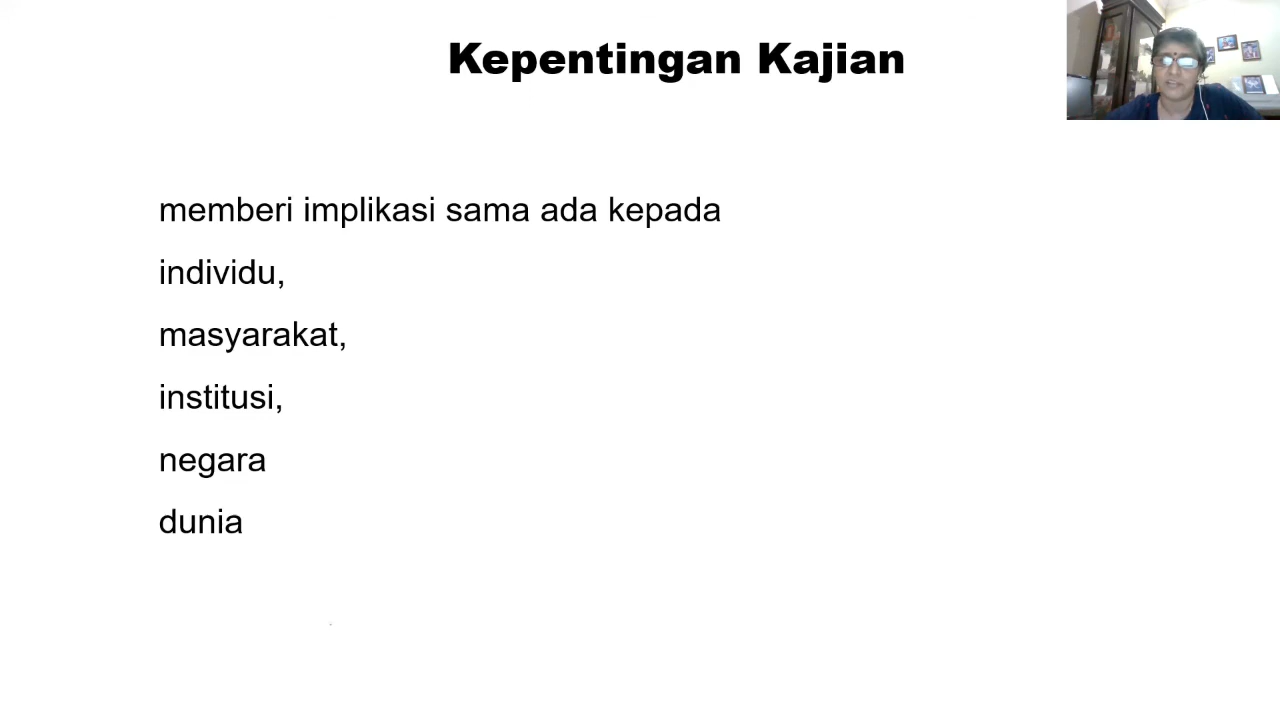 Kepentingan Kajian
memberi implikasi sama ada kepada
individu,
masyarakat,
institusi,
negara
dunia